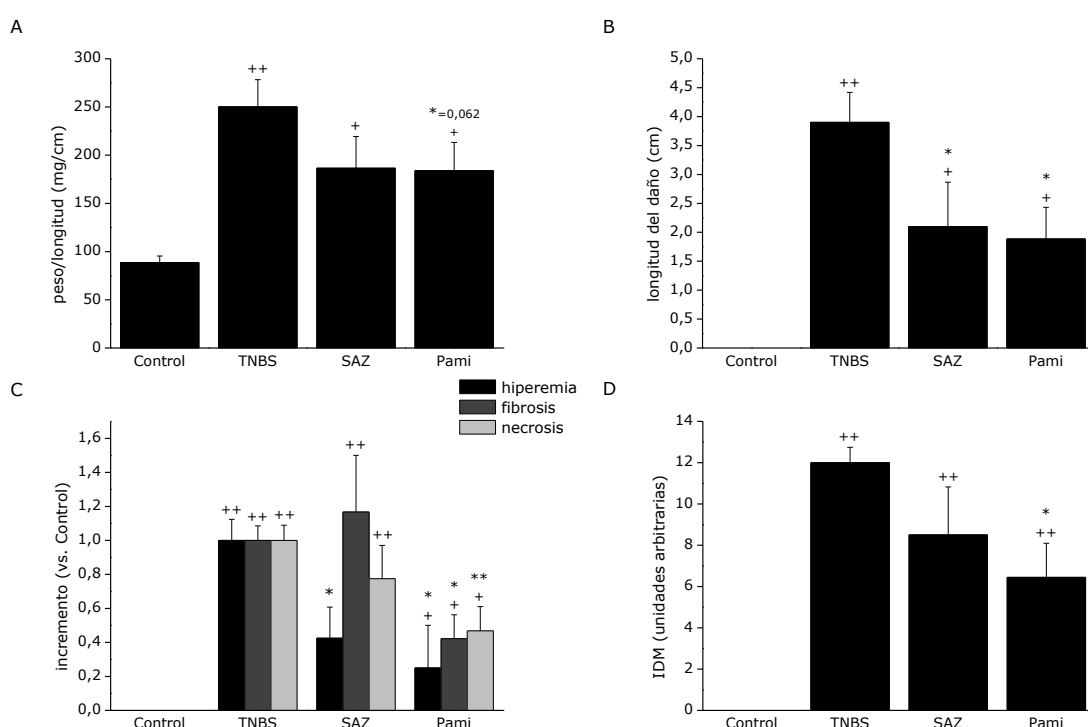 A
peso/longitud (mg/cm)
300
250
200
150
100
50
0
++
+
*=0,062
+
Control TNBS SAZ Pami
B
longitud del daño (cm)
5,0
4,5
4,0
3,5
3,0
2,5
2,0
1,5
1,0
0,5
0,0
++
* *
+ +
Control TNBS SAZ Pami
C
hiperemia
fibrosis
necrosis
incremento (vs. Control)
1,6
1,4
1,2
1,0
0,8
0,6
0,4
0,2
0,0
++ ++ ++
* ++ ++
* * **
+ + +
Control TNBS SAZ Pami
D
IDM (unidades arbitrarias)
14
12
10
8
6
4
2
0
++
++
*
++
Control TNBS SAZ Pami